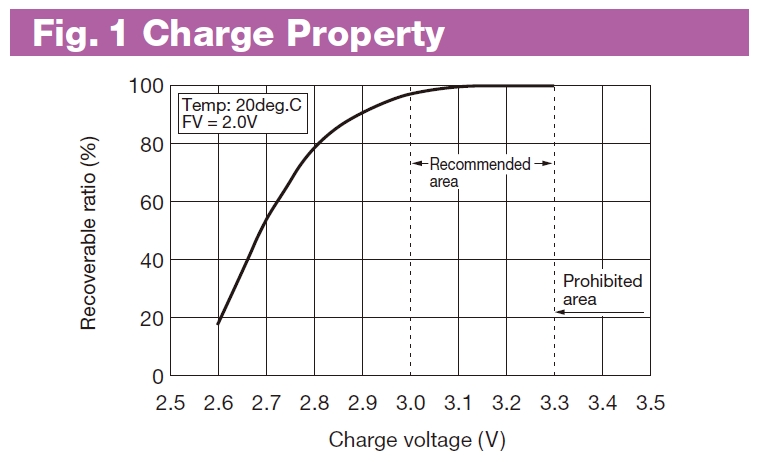 Fig. 1 Charge Property
Temp: 20deg.C
FV = 2.0V
Recoverable ratio (%)
100
80
60
40
20
0
Recommended
area
Prohibited
area
2.5 2.6 2.7 2.8 2.9 3.0 3.1 3.2 3.3 3.4 3.5
Charge voltage (V)